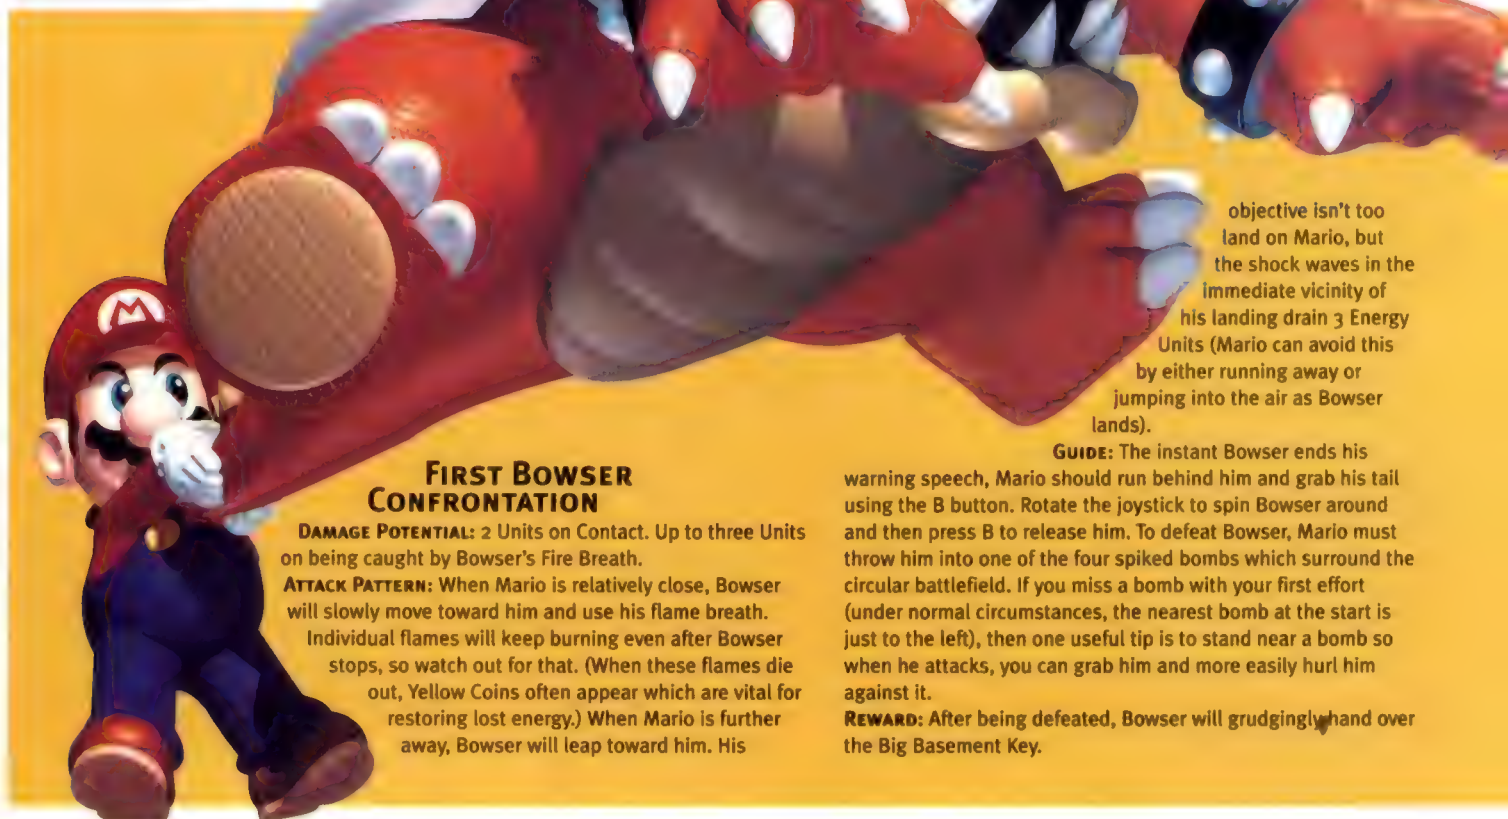 M
FIRST BOWSER
CONFRONTATION
DAMAGE POTENTIAL: 2 Units on Contact. Up to three Units
on being caught by Bowser's Fire Breath.
ATTACK PATTERN: When Mario is relatively close, Bowser
will slowly move toward him and use his flame breath.
Individual flames will keep burning even after Bowser
stops, so watch out for that. (When these flames die
out, Yellow Coins often appear which are vital for
restoring lost energy.) When Mario is further
away, Bowser will leap toward him. His
objective isn't too
land on Mario, but
the shock waves in the
immediate vicinity of
his landing drain 3 Energy
Units (Mario can avoid this
by either running away or
jumping into the air as Bowser
lands).
GUIDE: The instant Bowser ends his
warning speech, Mario should run behind him and grab his tail
using the B button. Rotate the joystick to spin Bowser around
and then press B to release him. To defeat Bowser, Mario must
throw him into one of the four spiked bombs which surround the
circular battlefield. If you miss a bomb with your first effort
(under normal circumstances, the nearest bomb at the start is
just to the left), then one useful tip is to stand near a bomb so
when he attacks, you can grab him and more easily hurl him
against it.
REWARD: After being defeated, Bowser will grudgingly hand over
the Big Basement Key.